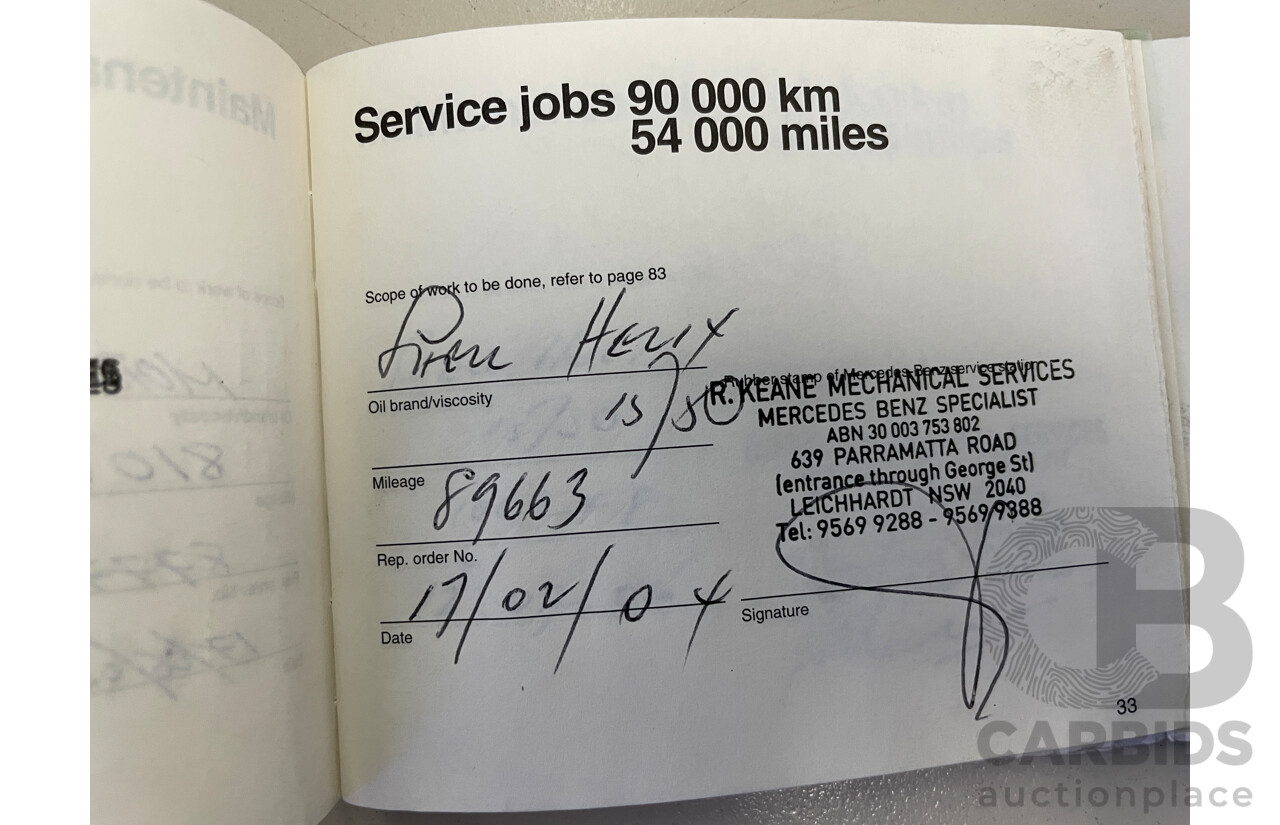 Service jobs 90 000 km
54 000 miles
Scope of work to be done, refer to page 83
Shell Helix
Oil brand/viscosity
15/50
Mileage
89663
Rep. order No.
17/02/04
Date
Rubber stamp of Mercedes-Benz service station
R. KEANE MECHANICAL SERVICES
MERCEDES BENZ SPECIALIST
ABN 30 003 753 802
639 PARRAMATTA ROAD
(entrance through George St)
LEICHHARDT NSW 2040
Tel: 9569 9288 - 9569 9388
Signature
33
CARBIDS
auctionplace